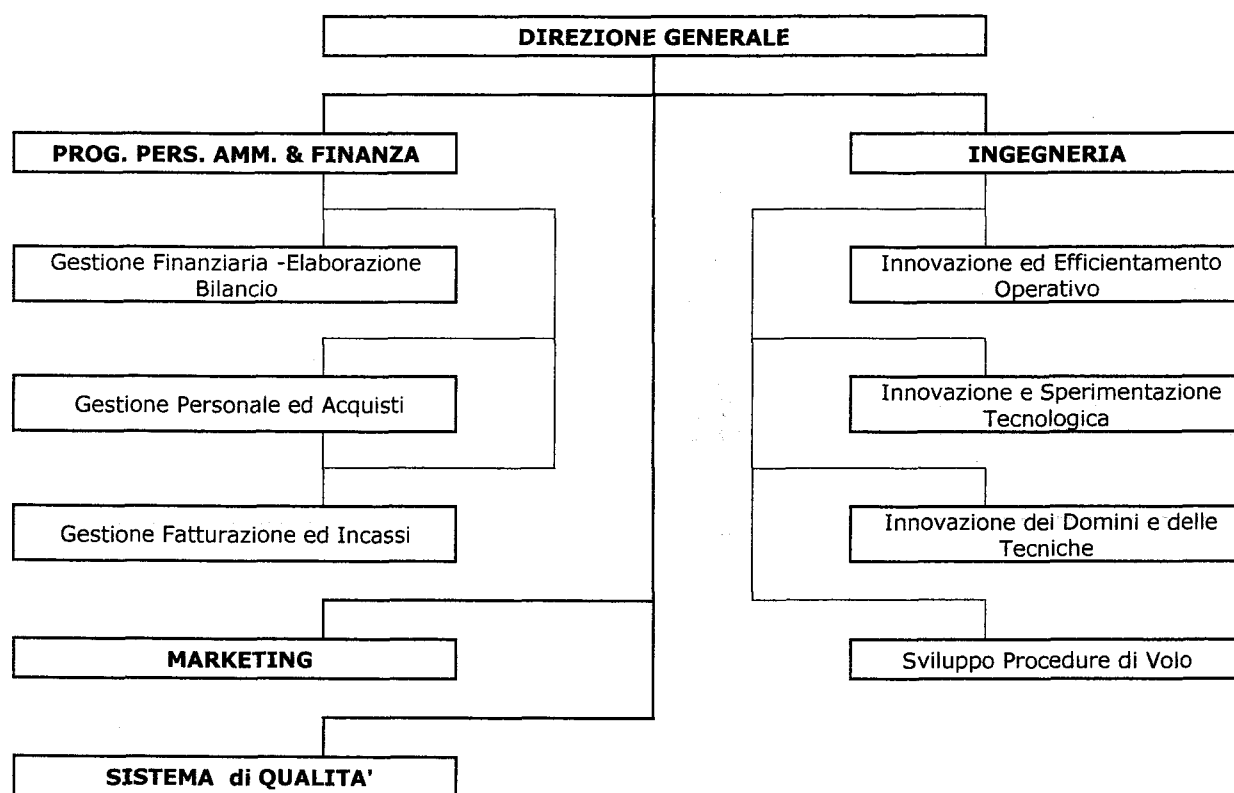 DIREZIONE GENERALE
PROG. PERS. AMM. & FINANZA
Gestione Finanziaria -Elaborazione
Bilancio
Gestione Personale ed Acquisti
Gestione Fatturazione ed Incassi
MARKETING
SISTEMA di QUALITA'
INGEGNERIA
Innovazione ed Efficientamento
Operativo
Innovazione e Sperimentazione
Tecnologica
Innovazione dei Domini e delle
Tecniche
Sviluppo Procedure di Volo